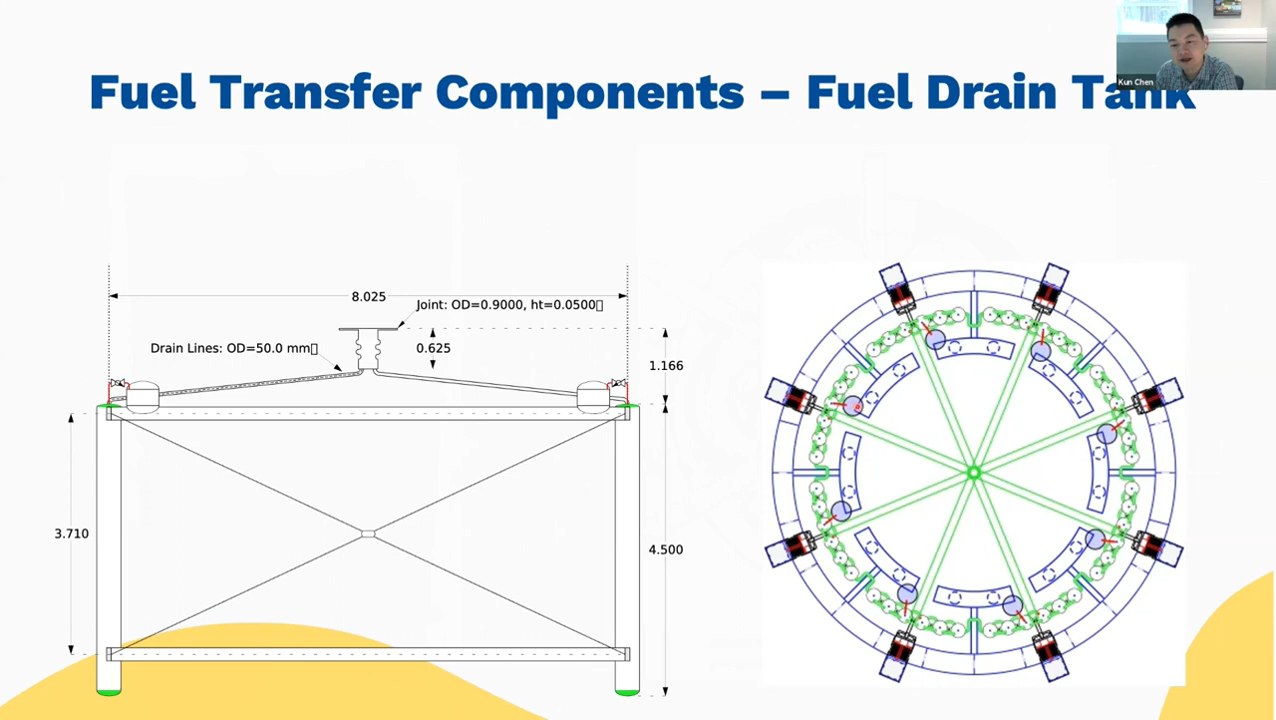 Kun Chen
Fuel Transfer Components – Fuel Drain Tank
8.025
Joint: OD=0.9000, ht=0.0500
Drain Lines: OD=50.0 mm
0.625
1.166
3.710
4.500